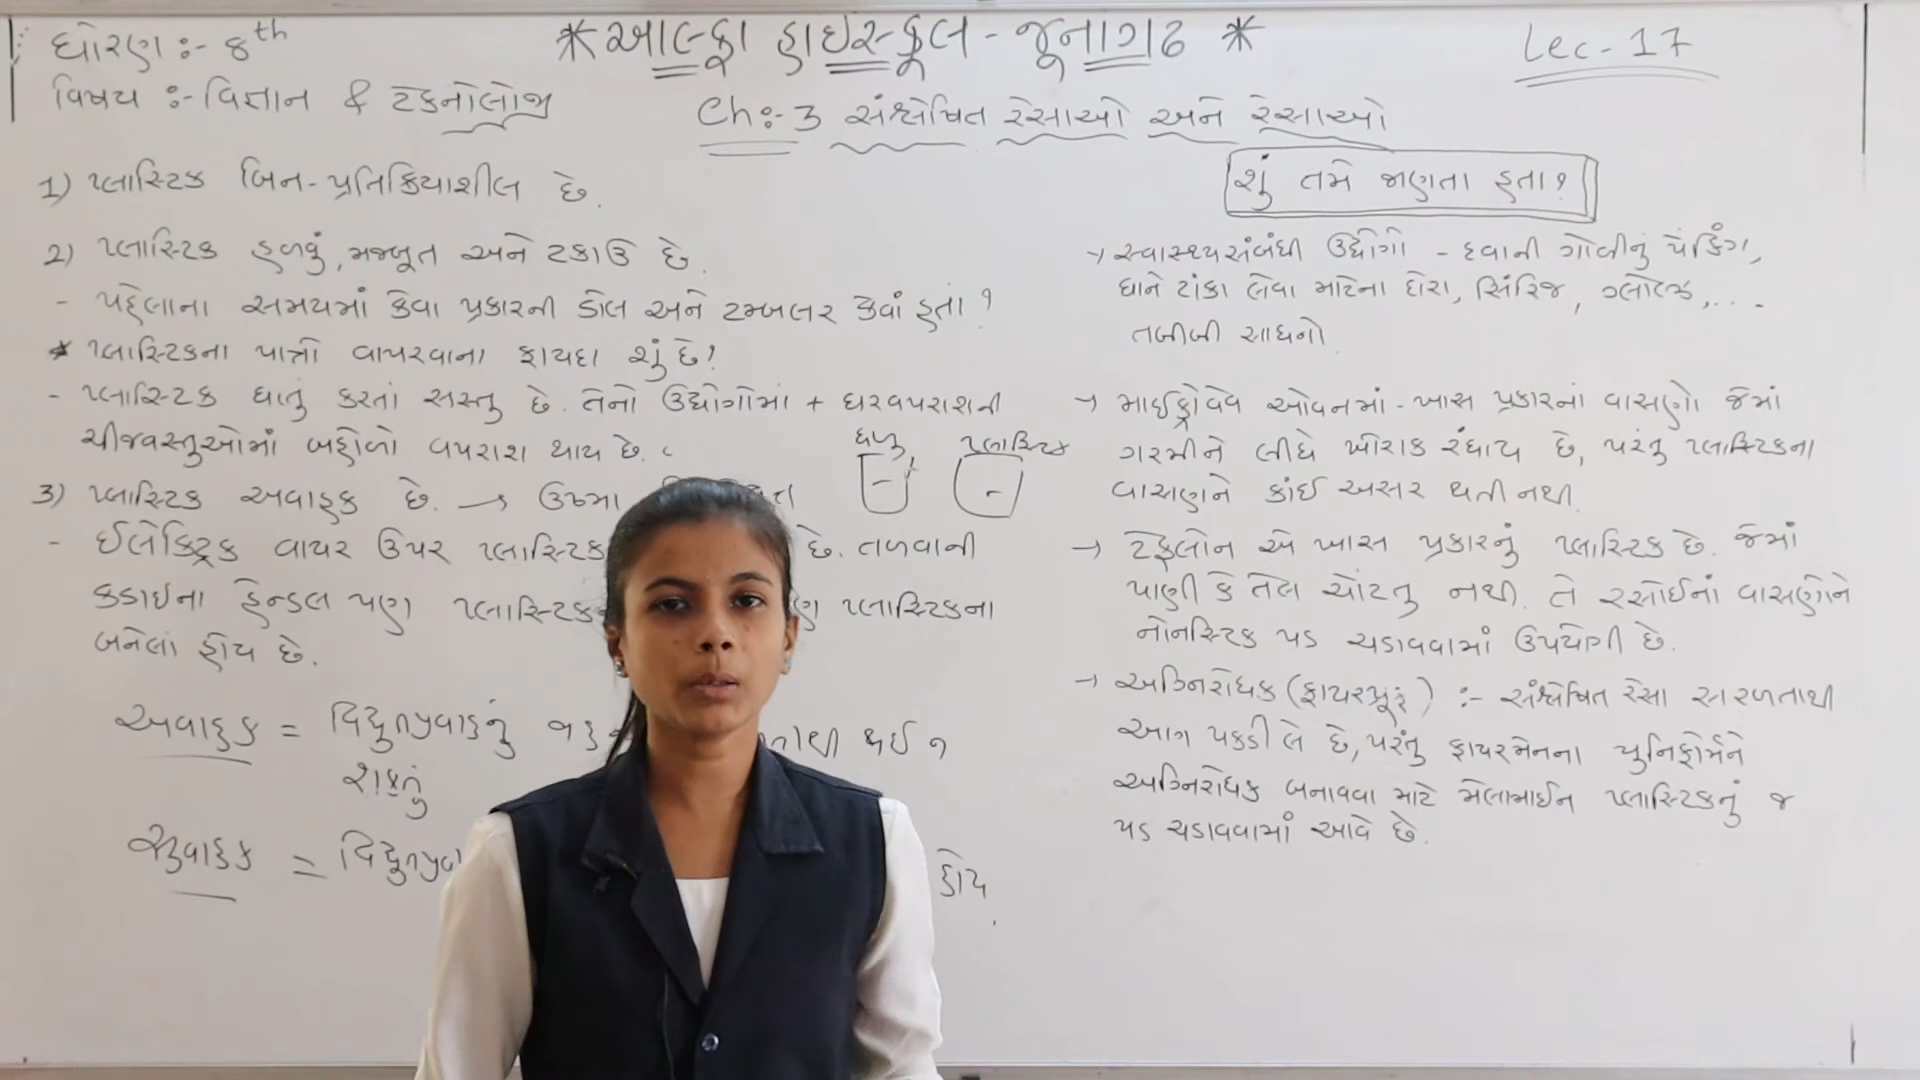 ધોરણ :- 8th
વિષય :- વિજ્ઞાન & ટેકનોલોજી
* આલ્ફા હાઇસ્કૂલ - જૂનાગઢ *
Lec - 17
Ch :- 3 સંશ્લેષિત રેસાઓ અને રેસાઓ
1) પ્લાસ્ટિક બિન-પ્રતિક્રિયાશીલ છે.
2) પ્લાસ્ટિક હળવું, મજબૂત અને ટકાઉ છે.
- પહેલાના સમયમાં કેવા પ્રકારની ડોલ અને ટમ્બલર કેવાં હતાં ?
* પ્લાસ્ટિકના પાત્રો વાપરવાના ફાયદા શું છે?
- પ્લાસ્ટિક ધાતું કરતાં સસ્તુ છે. તેનો ઉદ્યોગોમાં + ઘરવપરાશની
ચીજવસ્તુઓમાં બહોળો વપરાશ થાય છે.
ધાતુ પ્લાસ્ટિક
3) પ્લાસ્ટિક અવાહક છે. → ઉષ્મા
- ઈલેક્ટ્રિક વાયર ઉપર પ્લાસ્ટિક છે. તળવાની
કડાઇના હેન્ડલ પણ પ્લાસ્ટિક પ્લાસ્ટિકના
બનેલા હોય છે.
અવાહક = વિદ્યુતપ્રવાહનું થઈ ન
શકતું
સુવાહક = હોય.
શું તમે જાણતા હતા ?
→ સ્વાસ્થ્યસંબંધી ઉદ્યોગો - દવાની ગોળીનું પેકિંગ,
ઘાને ટાંકા લેવા માટેના દોરા, સિરિંજ, ગ્લોવ્ઝ, ...
તબીબી સાધનો
→ માઈક્રોવેવ ઓવનમાં - ખાસ પ્રકારનાં વાસણો જેમાં
ગરમીને લીધે ખોરાક રંધાય છે, પરંતુ પ્લાસ્ટિકના
વાસણને કાંઈ અસર થતી નથી.
→ ટેફલોન એ ખાસ પ્રકારનું પ્લાસ્ટિક છે. જેમાં
પાણી કે તેલ ચોંટતુ નથી. તે રસોઈનાં વાસણોને
નોનસ્ટિક પડ ચડાવવામાં ઉપયોગી છે.
→ અગ્નિરોધક (ફાયરપ્રૂફ) :- સંશ્લેષિત રેસા સરળતાથી
આગ પકડી લે છે, પરંતુ ફાયરમેનના યુનિફોર્મને
અગ્નિરોધક બનાવવા માટે મેલામાઈન પ્લાસ્ટિકનું જ
પડ ચડાવવામાં આવે છે.